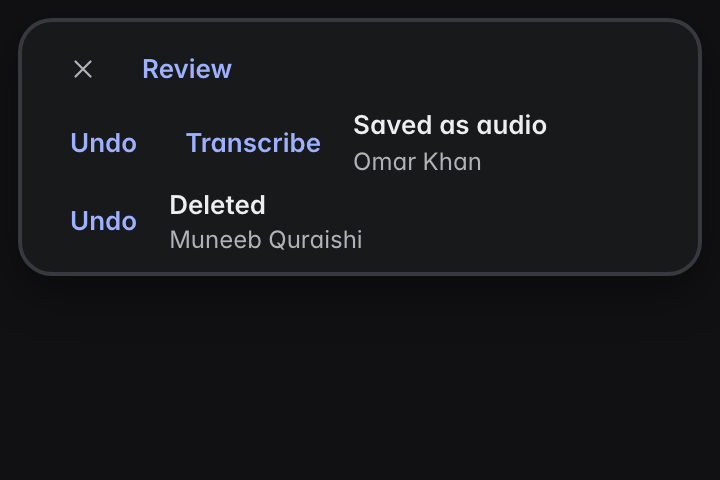 Review
Undo Transcribe Saved as audio
Omar Khan
Undo Deleted
Muneeb Quraishi